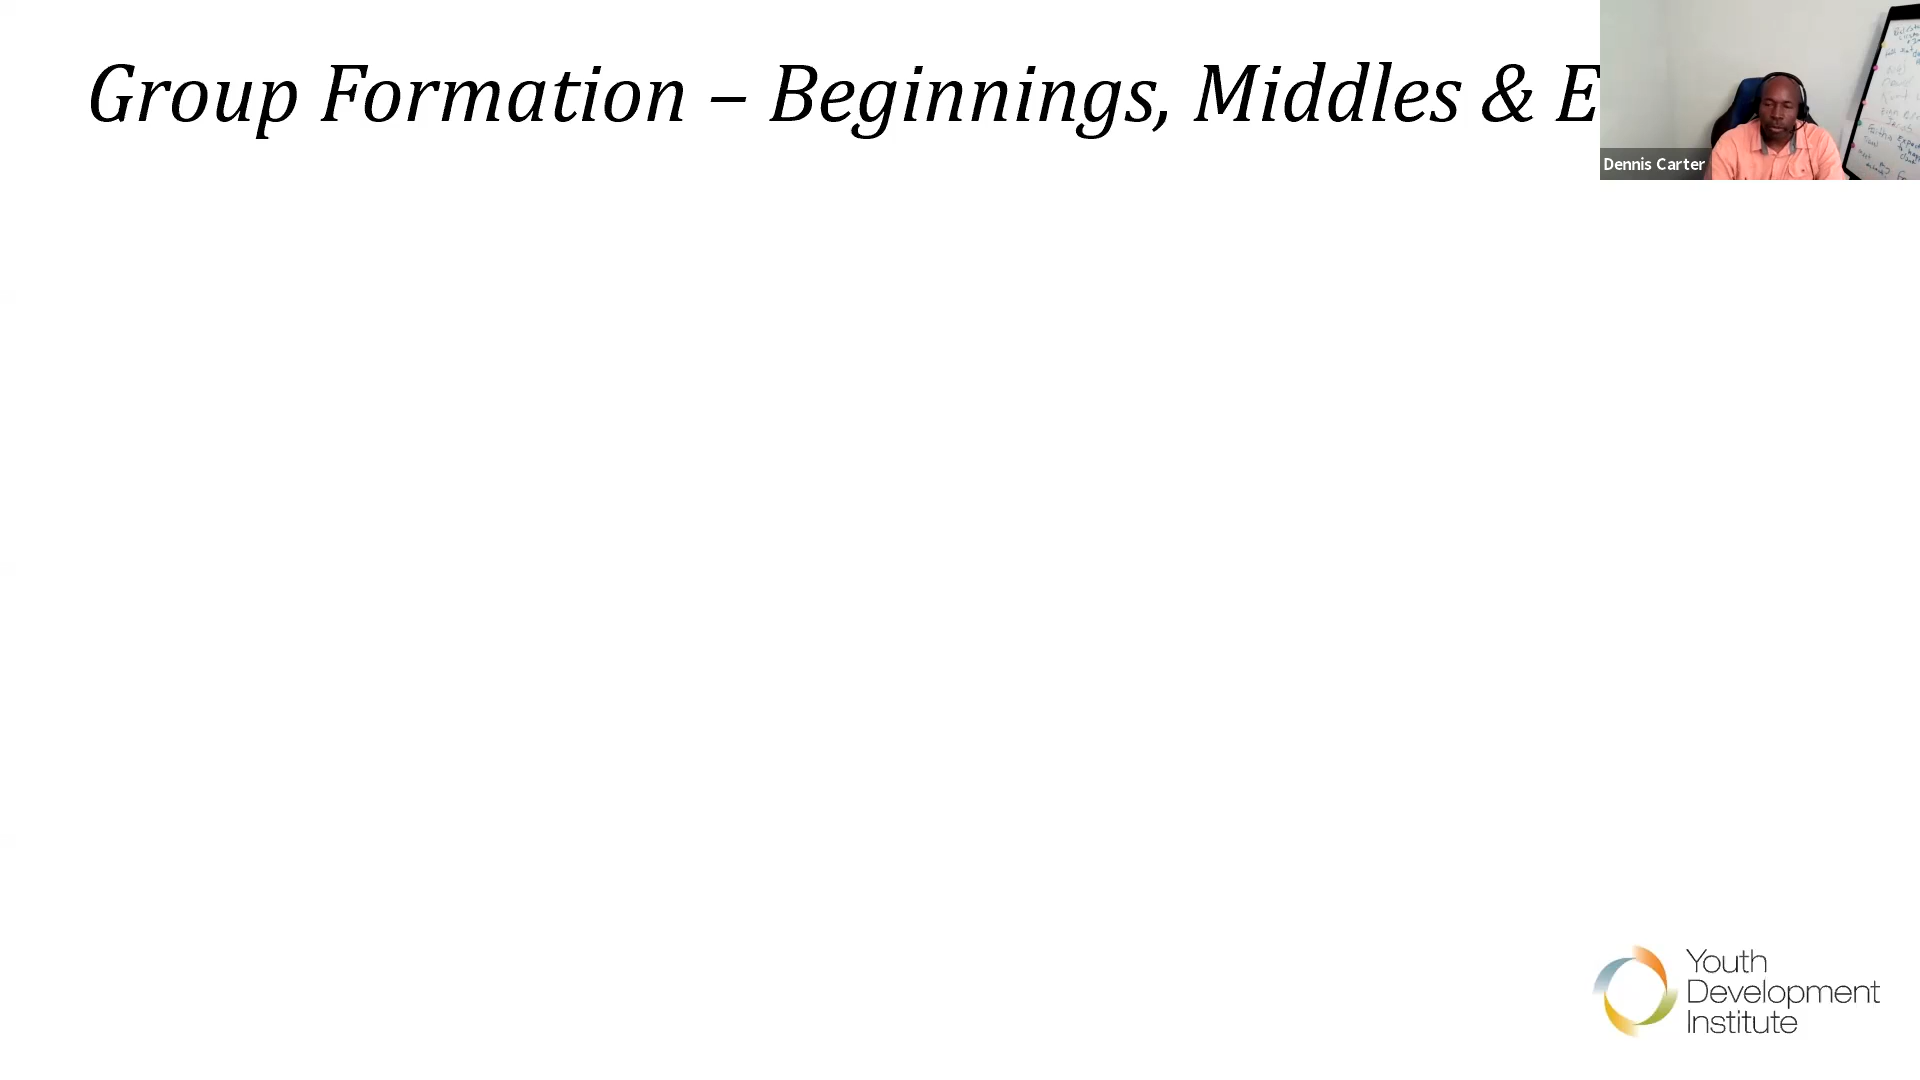 Group Formation – Beginnings, Middles & E
Dennis Carter
Youth
Development
Institute